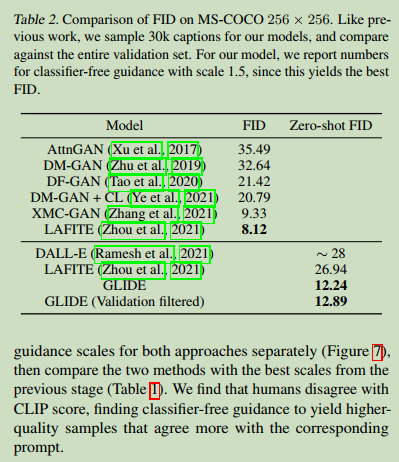 Table 2. Comparison of FID on MS-COCO 256 × 256. Like pre-
vious work, we sample 30k captions for our models, and compare
against the entire validation set. For our model, we report numbers
for classifier-free guidance with scale 1.5, since this yields the best
FID.
Model FID Zero-shot FID
AttnGAN (Xu et al., 2017) 35.49
DM-GAN (Zhu et al., 2019) 32.64
DF-GAN (Tao et al., 2020) 21.42
DM-GAN + CL (Ye et al., 2021) 20.79
XMC-GAN (Zhang et al., 2021) 9.33
LAFITE (Zhou et al., 2021) 8.12
DALL-E (Ramesh et al., 2021) ∼ 28
LAFITE (Zhou et al., 2021) 26.94
GLIDE 12.24
GLIDE (Validation filtered) 12.89
guidance scales for both approaches separately (Figure 7),
then compare the two methods with the best scales from the
previous stage (Table 1). We find that humans disagree with
CLIP score, finding classifier-free guidance to yield higher-
quality samples that agree more with the corresponding
prompt.